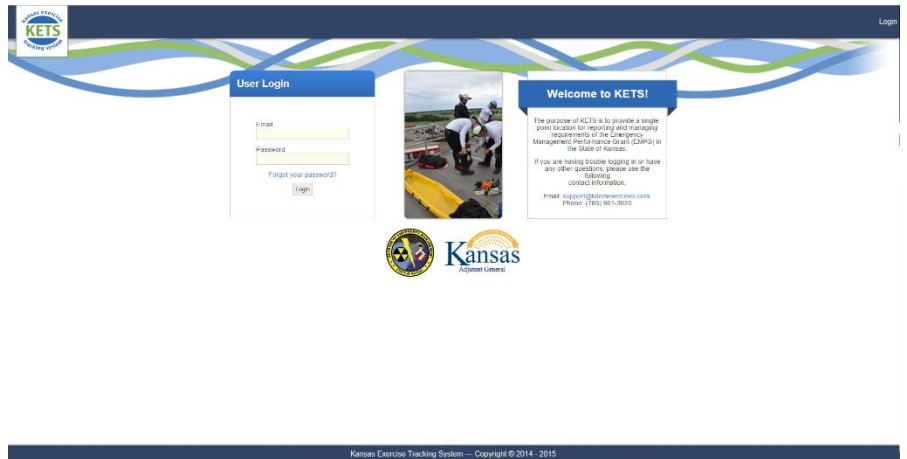 kansas exercise
KETS
tracking system
Login
User Login
Welcome to KETS!
Email
Password
Forgot your password?
Login
The purpose of KETS is to provide a single
point location for reporting and managing
requirements of the Emergency
Management Performance Grant (EMPG) in
the State of Kansas.
If you are having trouble logging in or have
any other questions, please use the
following
contact information:
Email:
Phone: (785) 861-3020
Kansas
Adjutant General
Kansas Exercise Tracking System — Copyright © 2014 - 2015